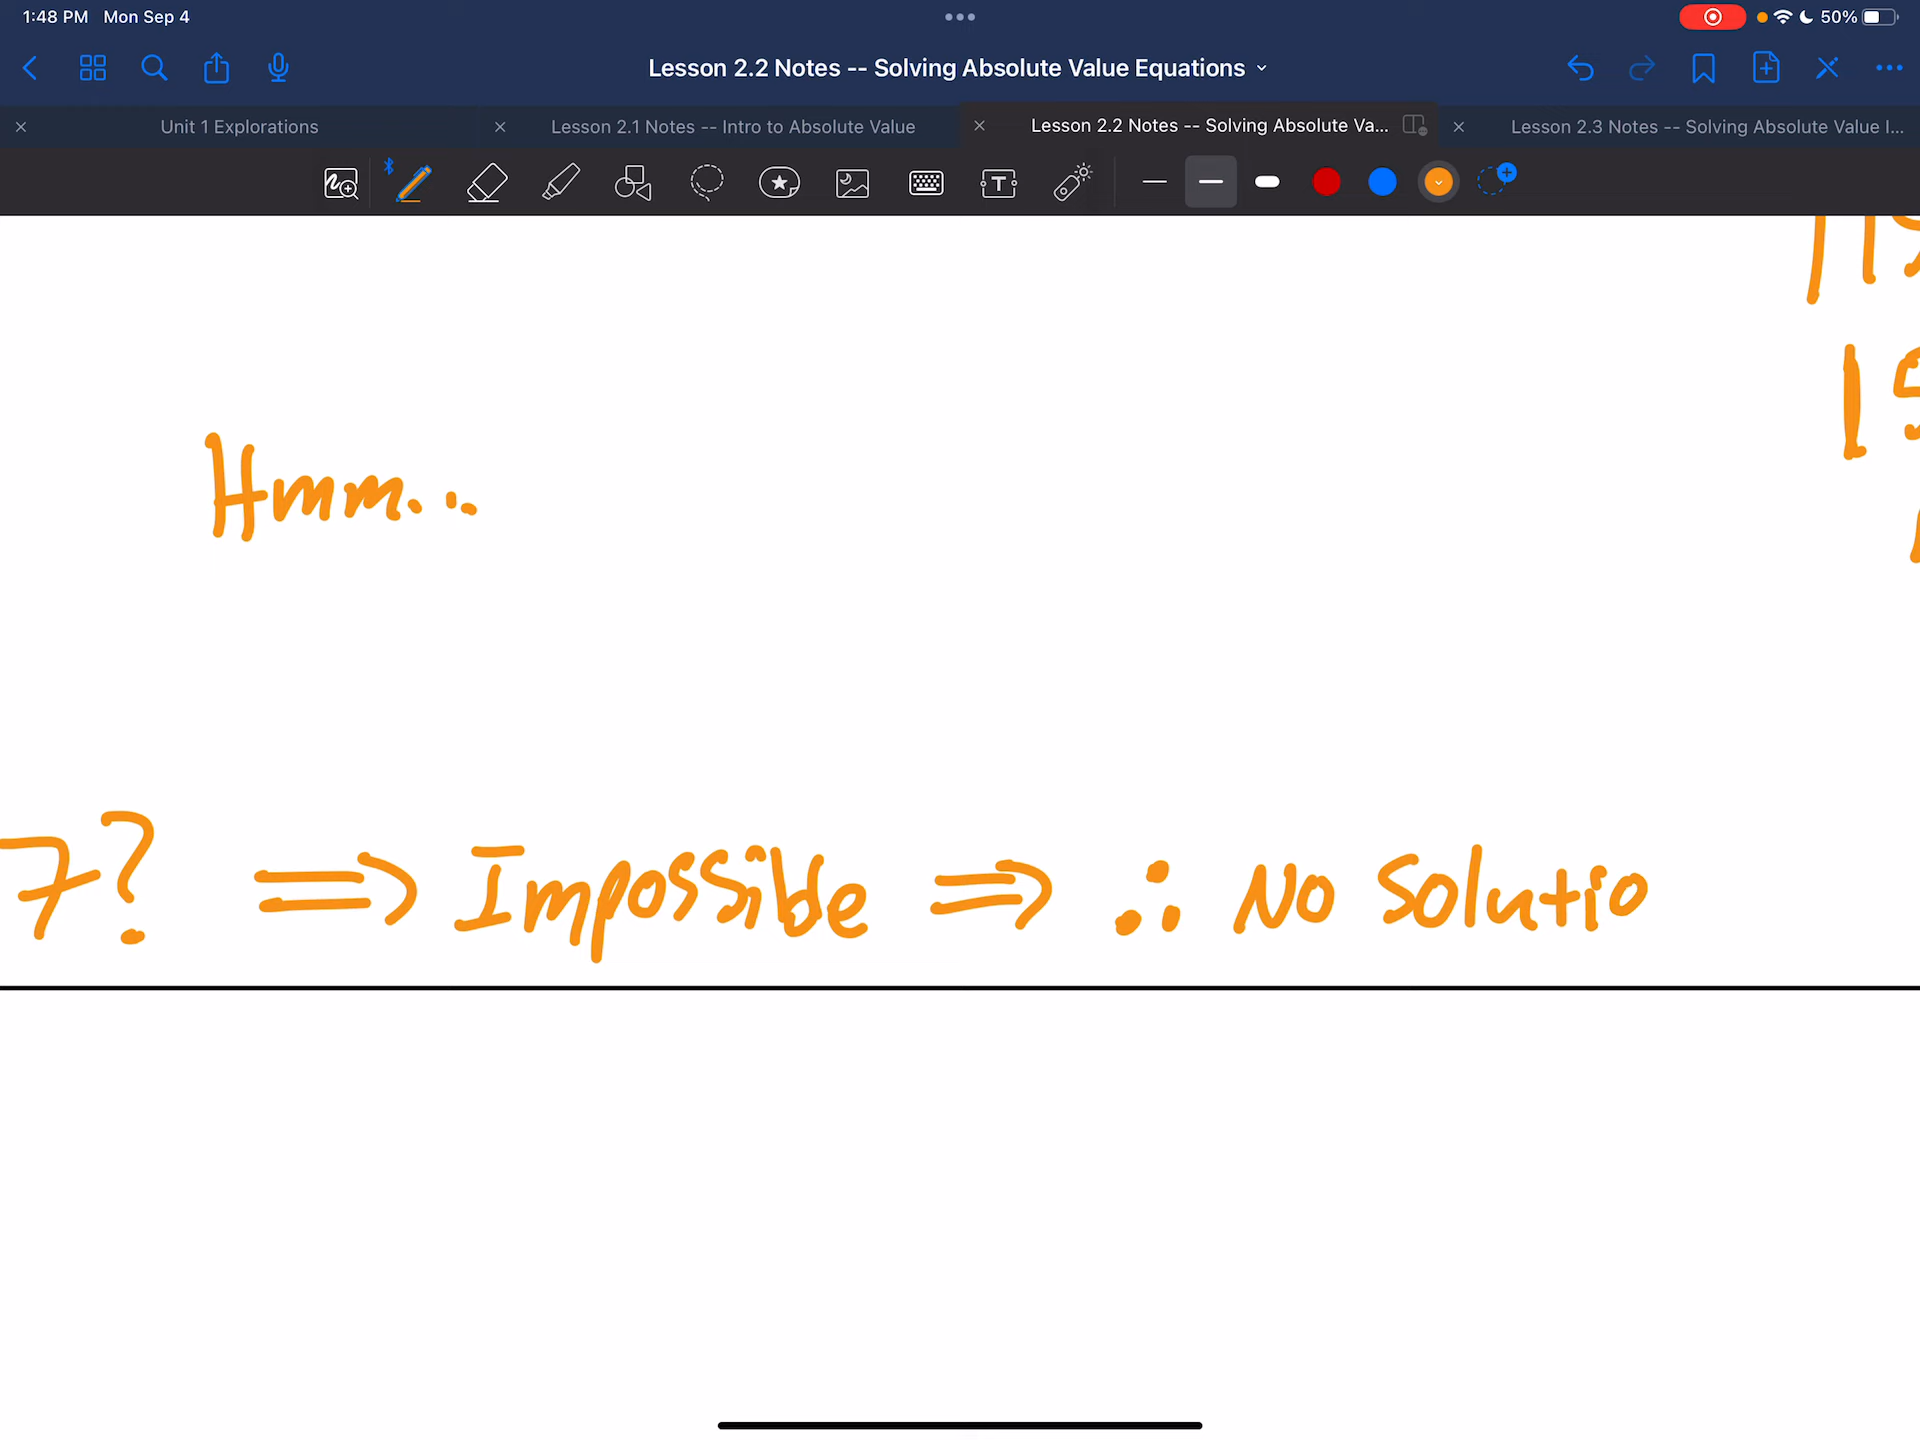 1:48 PM Mon Sep 4
50%
Lesson 2.2 Notes -- Solving Absolute Value Equations
Unit 1 Explorations
Lesson 2.1 Notes -- Intro to Absolute Value
Lesson 2.2 Notes -- Solving Absolute Va...
Lesson 2.3 Notes -- Solving Absolute Value I...
T
Hmm...
7? ⇒ Impossible ⇒ ∴ No Solutio